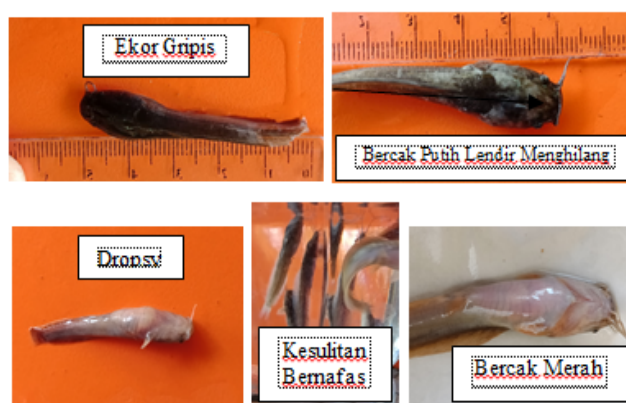 Ekor Gripis
Bercak Putih Lendir Menghilang
Dropsy
Kesulitan
Bernafas
Bercak Merah